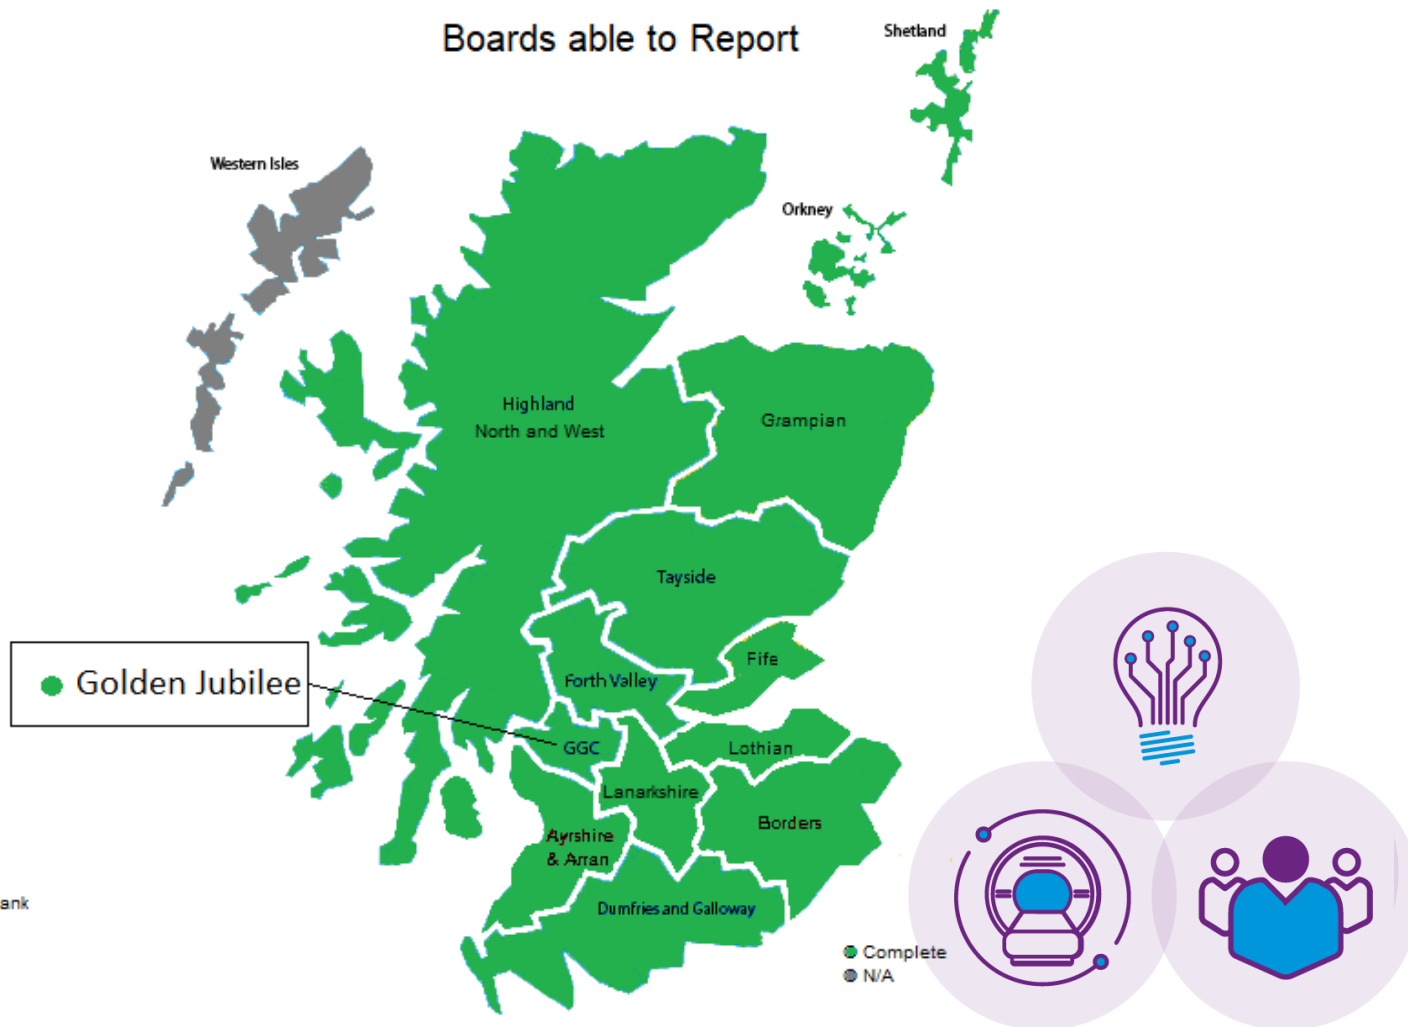 Boards able to Report
Shetland
Western Isles
Orkney
Highland
North and West
Grampian
Tayside
Golden Jubilee
Fife
Forth Valley
GGC
Lothian
Lanarkshire
Borders
Ayrshire
& Arran
ank
Dumfries and Galloway
Complete
N/A